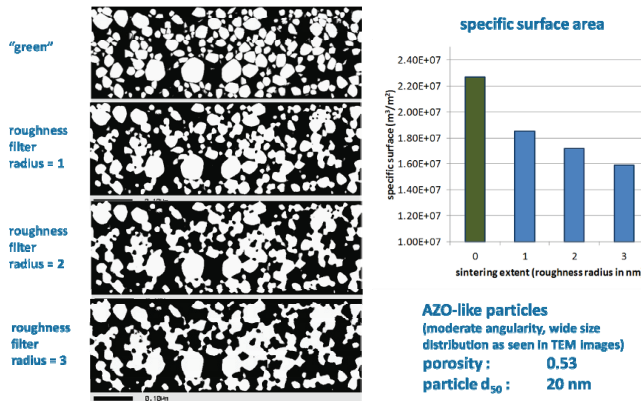 "green"
roughness
filter
radius = 1
roughness
filter
radius = 2
roughness
filter
radius = 3
0.10µm
specific surface area
specific surface (m³/m²)
2.40E+07
2.20E+07
2.00E+07
1.80E+07
1.60E+07
1.40E+07
1.20E+07
1.00E+07
0 1 2 3
sintering extent (roughness radius in nm
AZO-like particles
(moderate angularity, wide size
distribution as seen in TEM images)
porosity : 0.53
particle d₅₀ : 20 nm